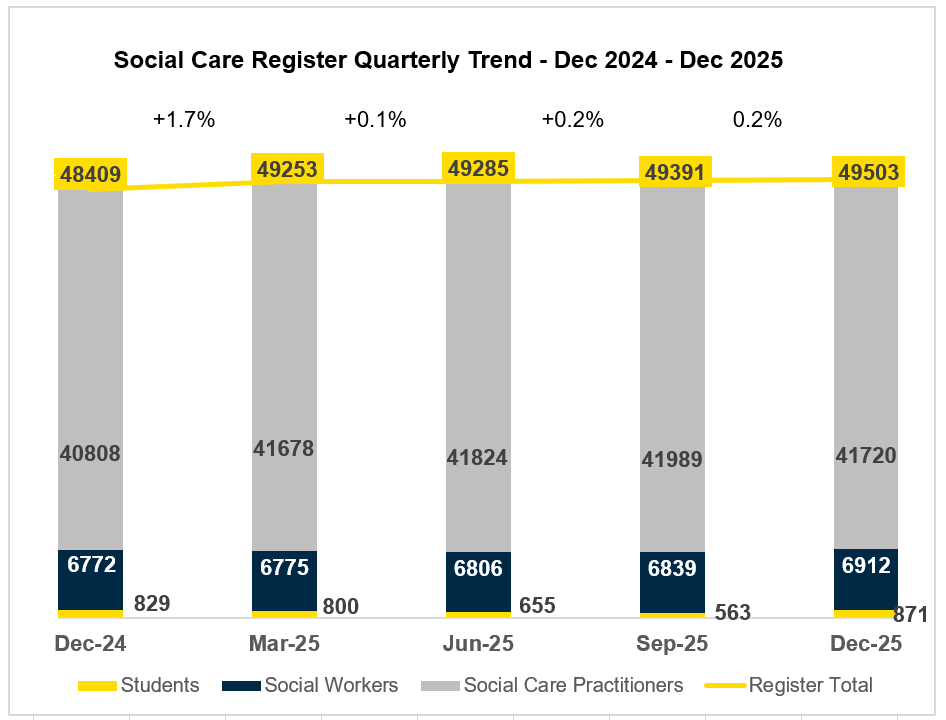 Social Care Register Quarterly Trend - Dec 2024 - Dec 2025
+1.7% +0.1% +0.2% 0.2%
48409 49253 49285 49391 49503
40808 41678 41824 41989 41720
6772 6775 6806 6839 6912
829 800 655 563 871
Dec-24 Mar-25 Jun-25 Sep-25 Dec-25
Students Social Workers Social Care Practitioners Register Total